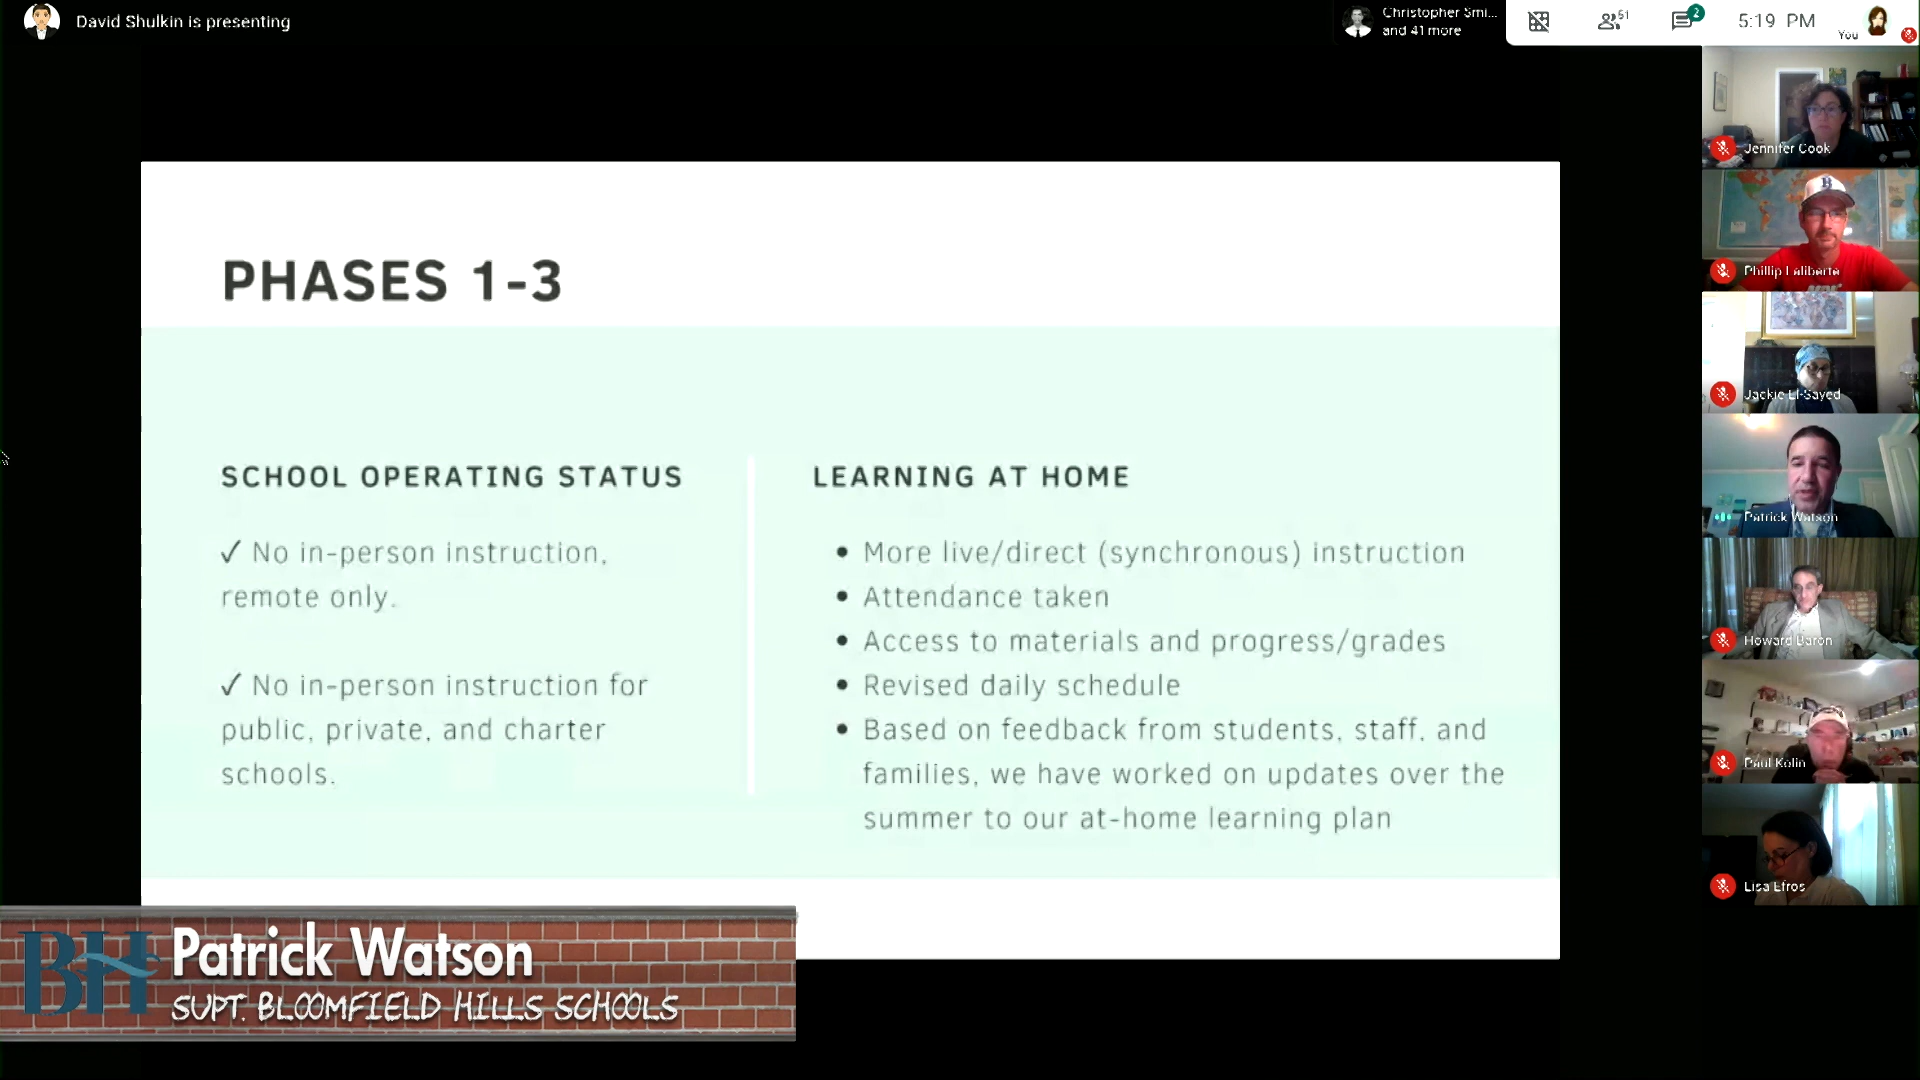 David Shulkin is presenting
Christopher Smi...
and 41 more
51
2
5:19 PM
You
Jennifer Cook
B
Phillip Laliberte
Jackie El-Sayed
Patrick Watson
Howard Baron
Paul Kolin
Lisa Efros
PHASES 1-3
SCHOOL OPERATING STATUS
✓ No in-person instruction,
remote only.
✓ No in-person instruction for
public, private, and charter
schools.
LEARNING AT HOME
• More live/direct (synchronous) instruction
• Attendance taken
• Access to materials and progress/grades
• Revised daily schedule
• Based on feedback from students, staff, and
families, we have worked on updates over the
summer to our at-home learning plan
BH
Patrick Watson
SUPT. BLOOMFIELD HILLS SCHOOLS